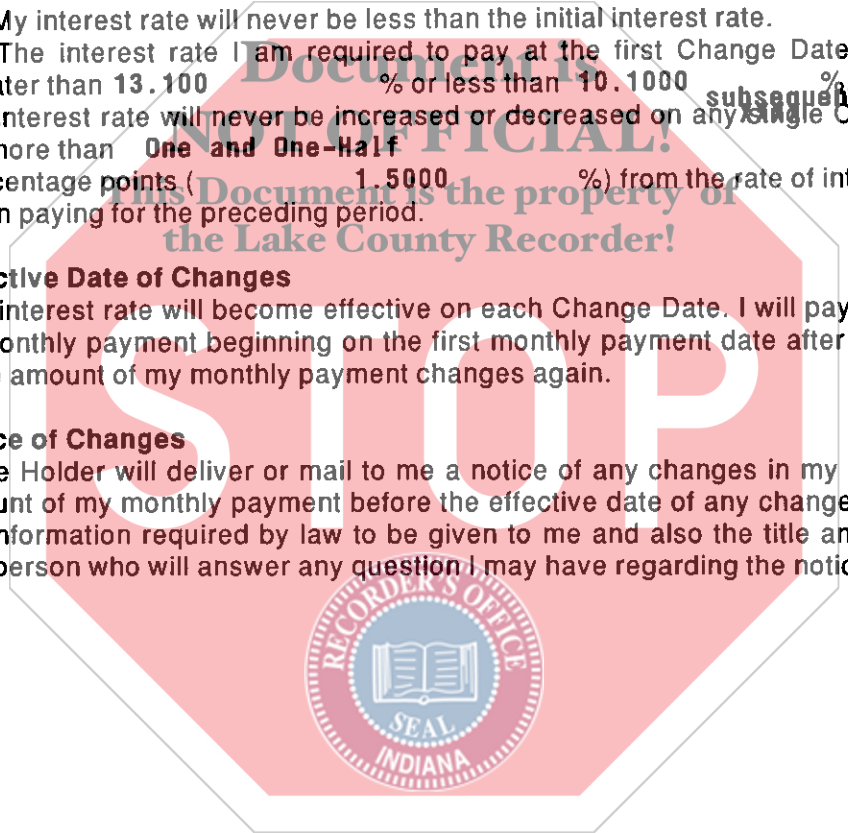 My interest rate will never be less than the initial interest rate.
The interest rate I am required to pay at the first Change Date
ater than 13.100 % or less than 10.1000 %
nterest rate will never be increased or decreased on any subsequent
more than One and One-Half
centage points ( 1.5000 %) from the rate of int
n paying for the preceding period.
Document is
NOT OFFICIAL!
This Document is the property of
the Lake County Recorder!
STOP
ctive Date of Changes
interest rate will become effective on each Change Date. I will pay
onthly payment beginning on the first monthly payment date after
amount of my monthly payment changes again.
ce of Changes
e Holder will deliver or mail to me a notice of any changes in my
unt of my monthly payment before the effective date of any change
nformation required by law to be given to me and also the title an
person who will answer any question I may have regarding the notic
RECORDER'S OFFICE
SEAL
INDIANA